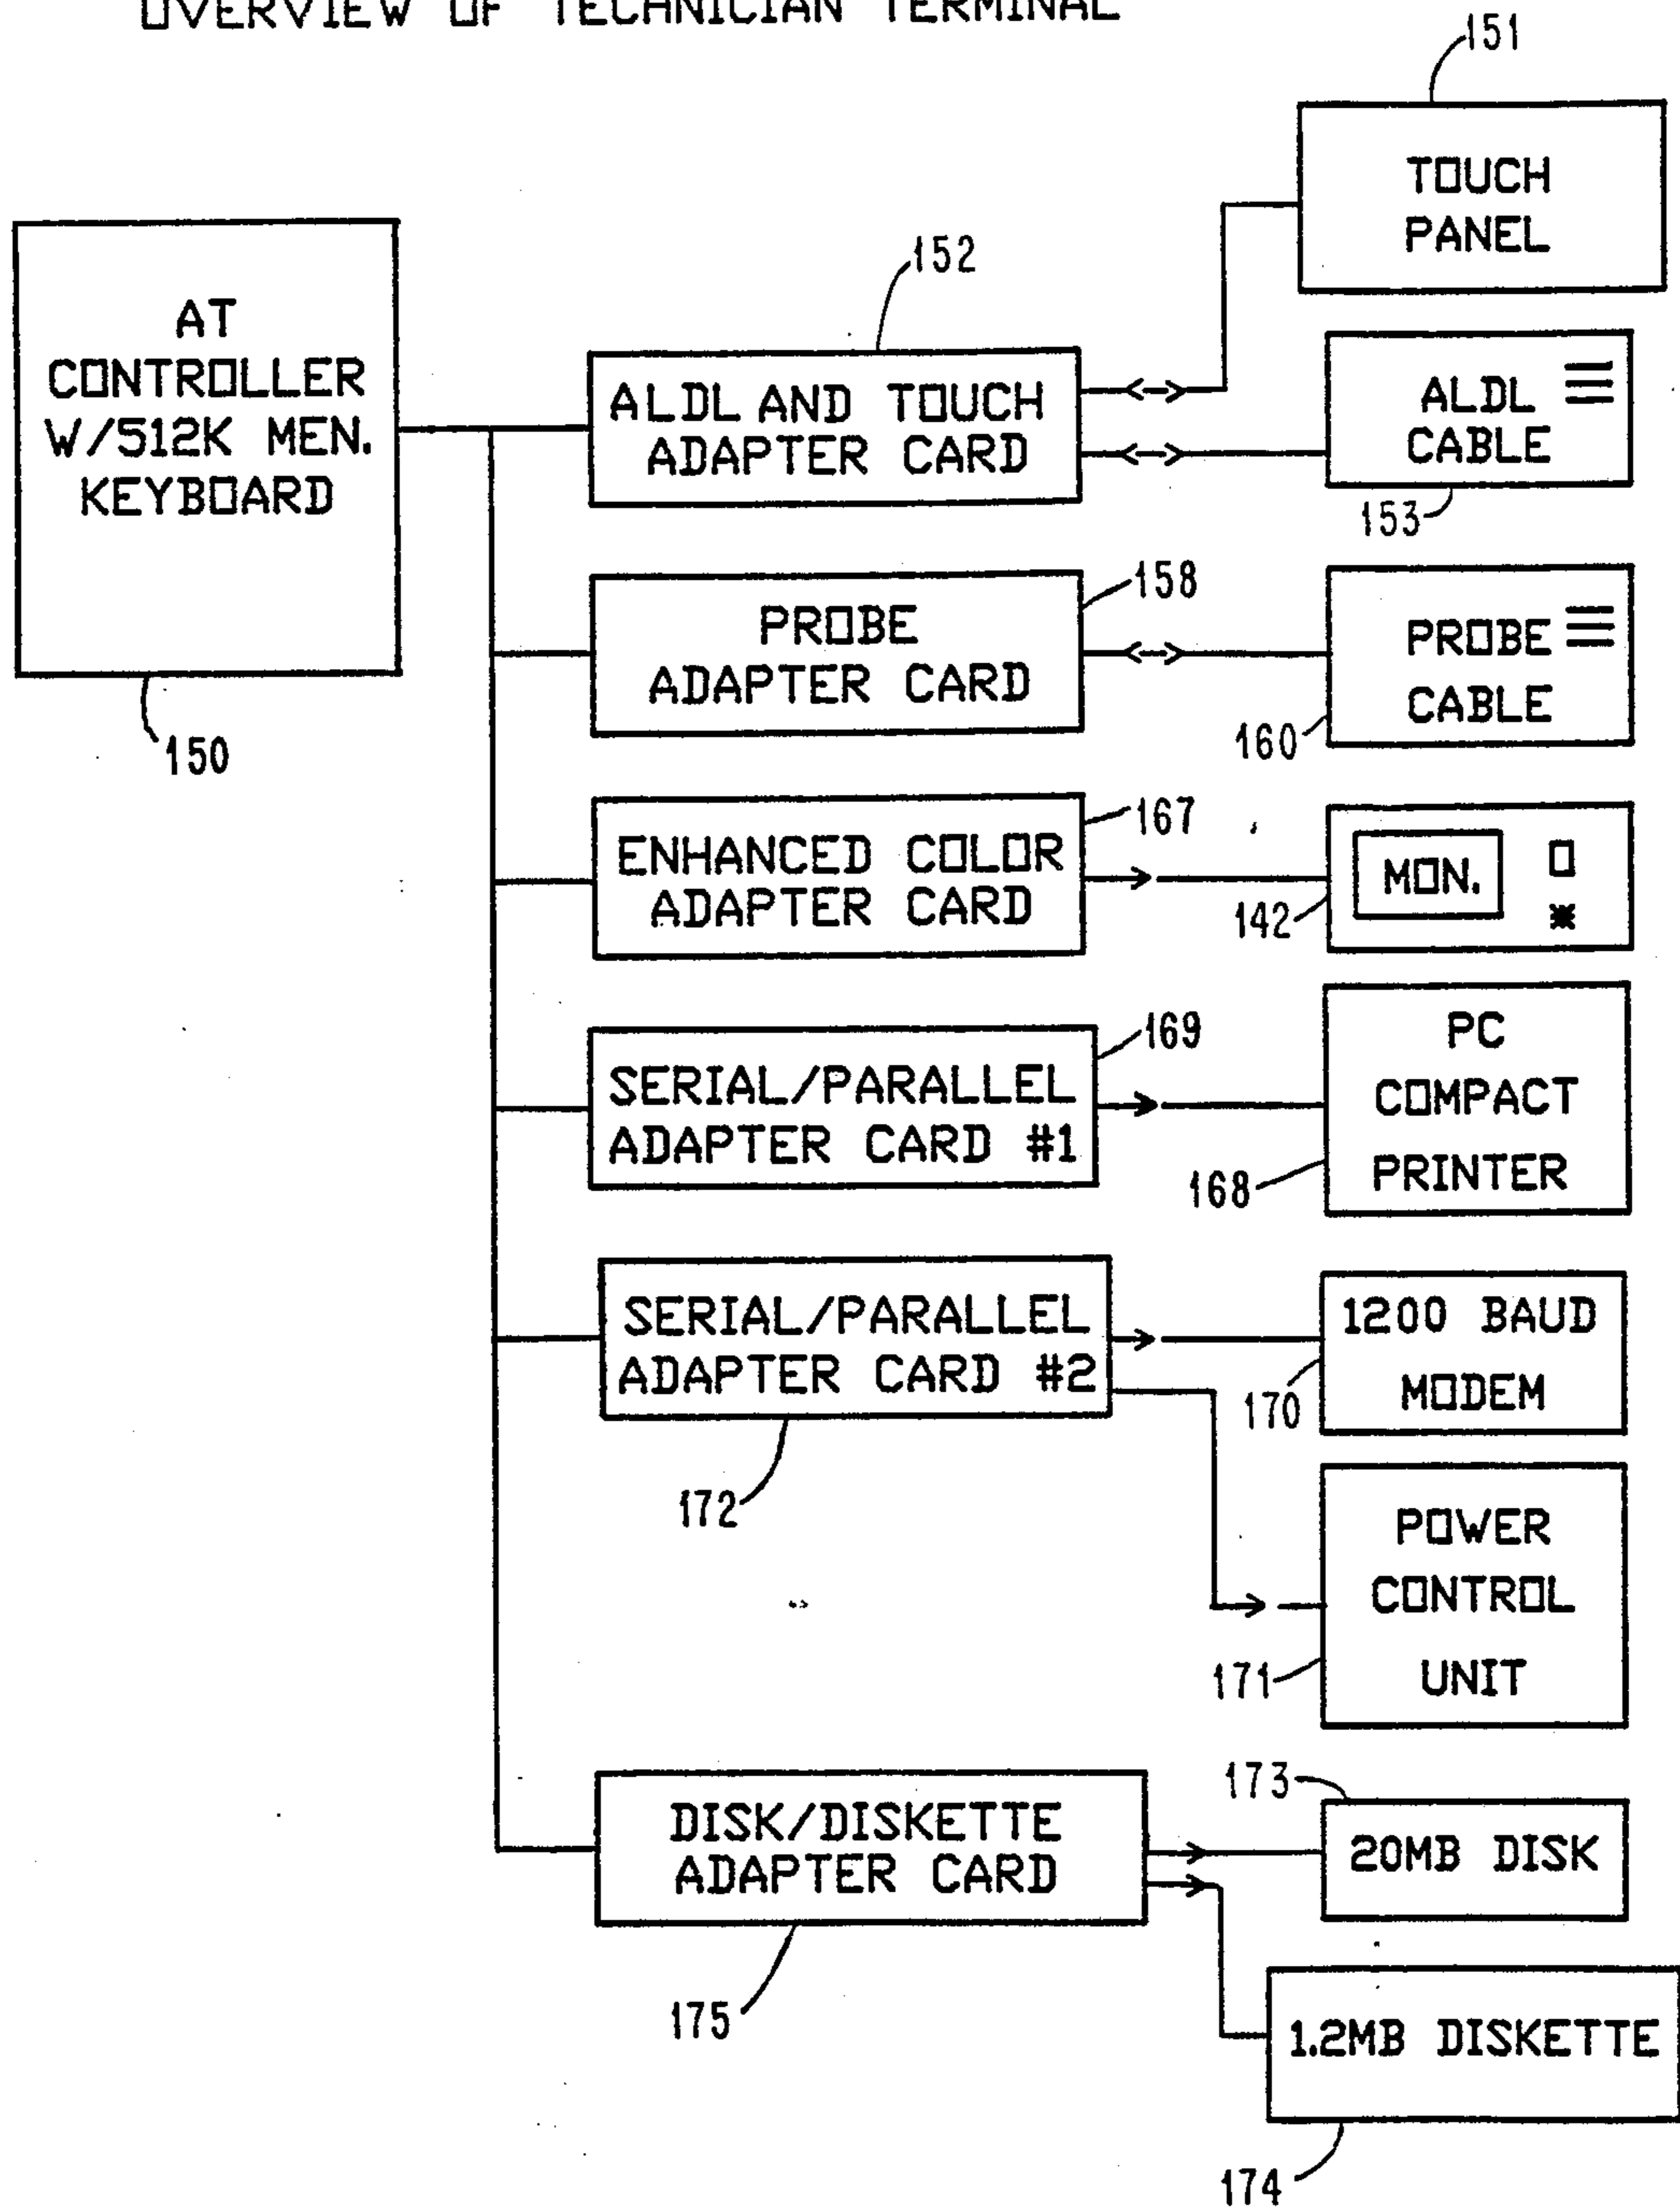 OVERVIEW OF TECHNICIAN TERMINAL
151
TOUCH
PANEL
AT
CONTROLLER
W/512K MEN.
KEYBOARD
150
152
ALDL AND TOUCH
ADAPTER CARD
ALDL
CABLE
153
158
PROBE
ADAPTER CARD
PROBE
CABLE
160
167
ENHANCED COLOR
ADAPTER CARD
MON.
142
169
SERIAL/PARALLEL
ADAPTER CARD #1
PC
COMPACT
PRINTER
168
SERIAL/PARALLEL
ADAPTER CARD #2
172
1200 BAUD
MODEM
170
POWER
CONTROL
UNIT
171
DISK/DISKETTE
ADAPTER CARD
175
173
20MB DISK
1.2MB DISKETTE
174